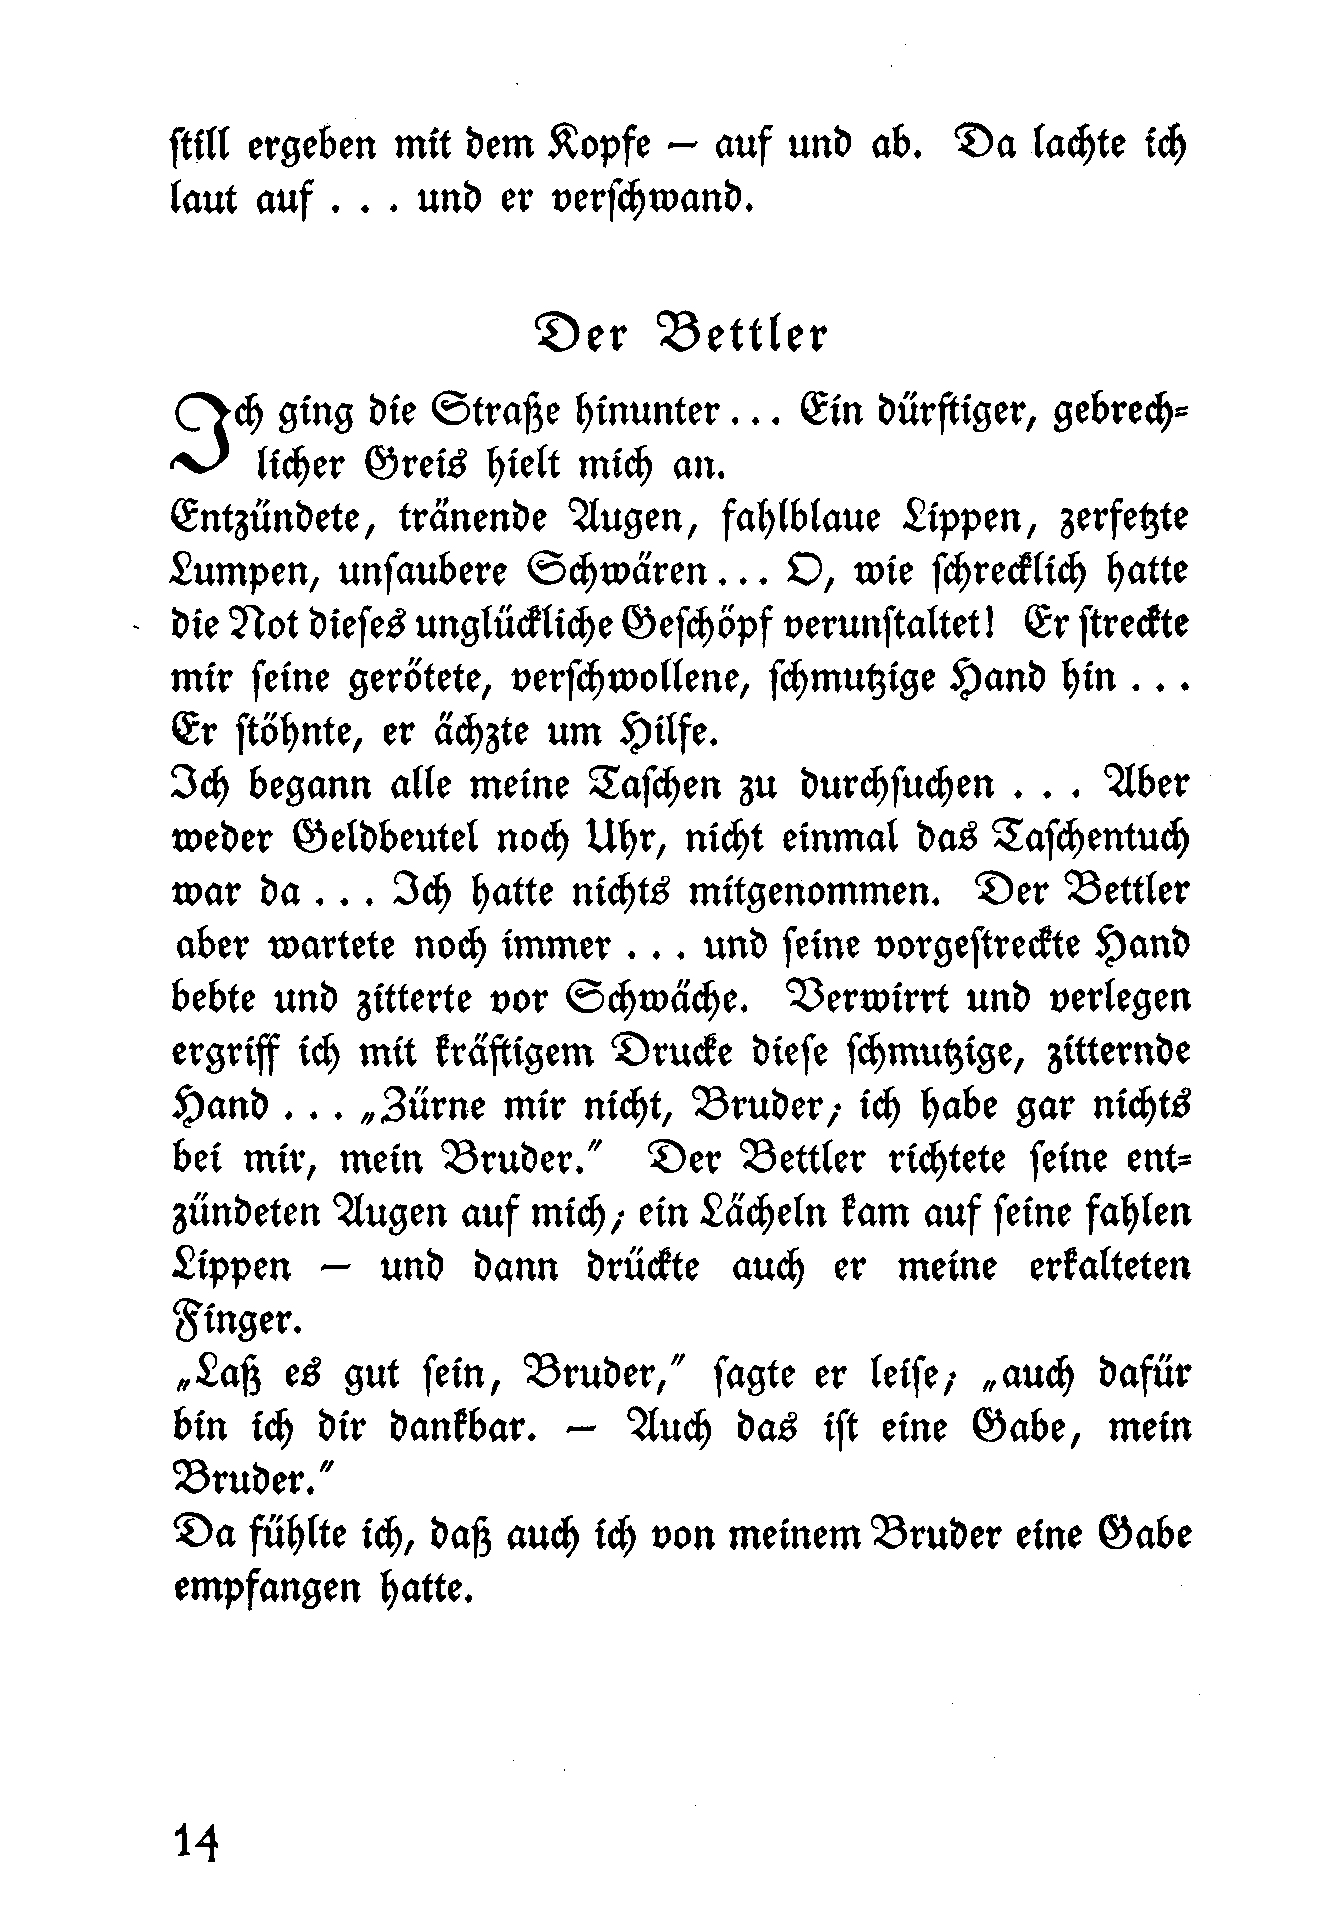 still ergeben mit dem Kopfe – auf und ab. Da lachte ich
laut auf . . . und er verschwand.
Der Bettler
Ich ging die Straße hinunter . . . Ein dürftiger, gebrech-
licher Greis hielt mich an.
Entzündete, tränende Augen, fahlblaue Lippen, zerfetzte
Lumpen, unsaubere Schwären . . . O, wie schrecklich hatte
die Not dieses unglückliche Geschöpf verunstaltet! Er streckte
mir seine gerötete, verschwollene, schmutzige Hand hin . . .
Er stöhnte, er ächzte um Hilfe.
Ich begann alle meine Taschen zu durchsuchen . . . Aber
weder Geldbeutel noch Uhr, nicht einmal das Taschentuch
war da . . . Ich hatte nichts mitgenommen. Der Bettler
aber wartete noch immer . . . und seine vorgestreckte Hand
bebte und zitterte vor Schwäche. Verwirrt und verlegen
ergriff ich mit kräftigem Drucke diese schmutzige, zitternde
Hand . . . „Zürne mir nicht, Bruder; ich habe gar nichts
bei mir, mein Bruder.“ Der Bettler richtete seine ent-
zündeten Augen auf mich; ein Lächeln kam auf seine fahlen
Lippen – und dann drückte auch er meine erkalteten
Finger.
„Laß es gut sein, Bruder,“ sagte er leise; „auch dafür
bin ich dir dankbar. – Auch das ist eine Gabe, mein
Bruder.“
Da fühlte ich, daß auch ich von meinem Bruder eine Gabe
empfangen hatte.
14